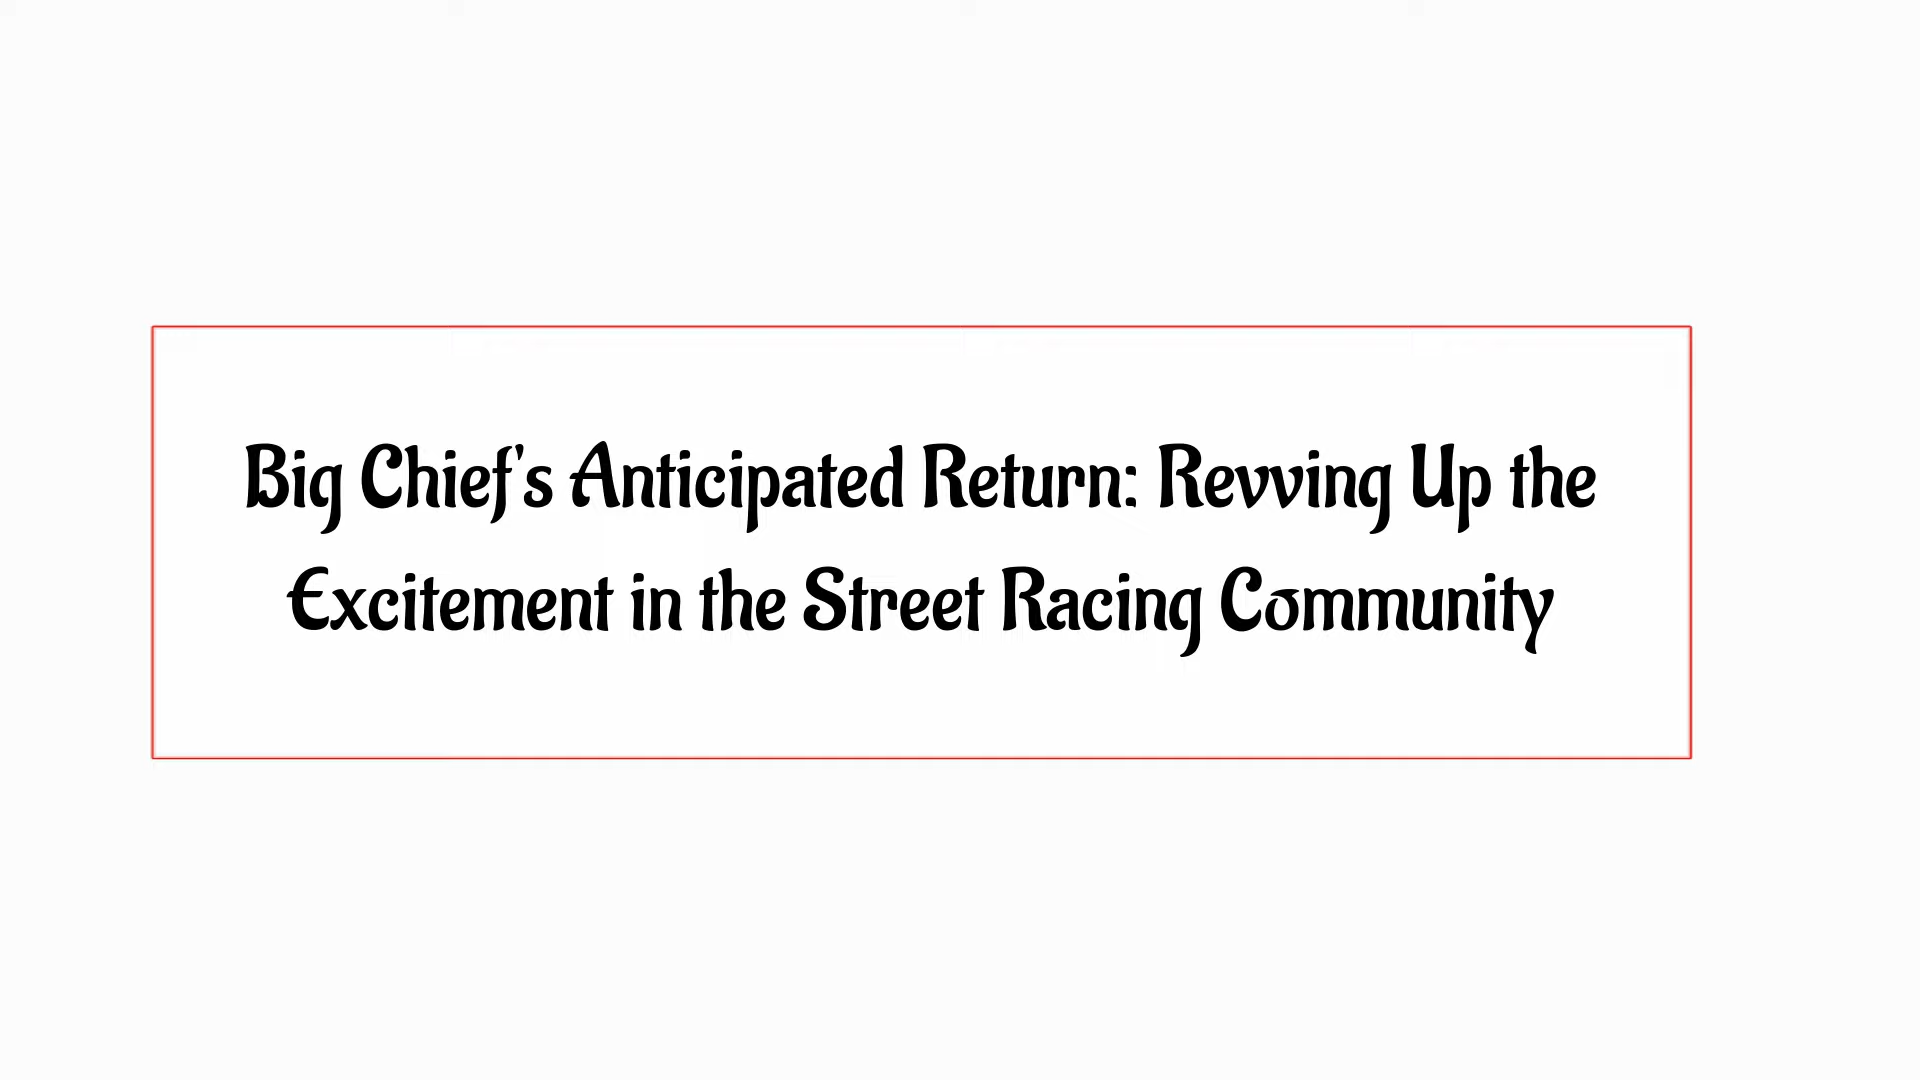 Big Chief's Anticipated Return: Revving Up the
Excitement in the Street Racing Community